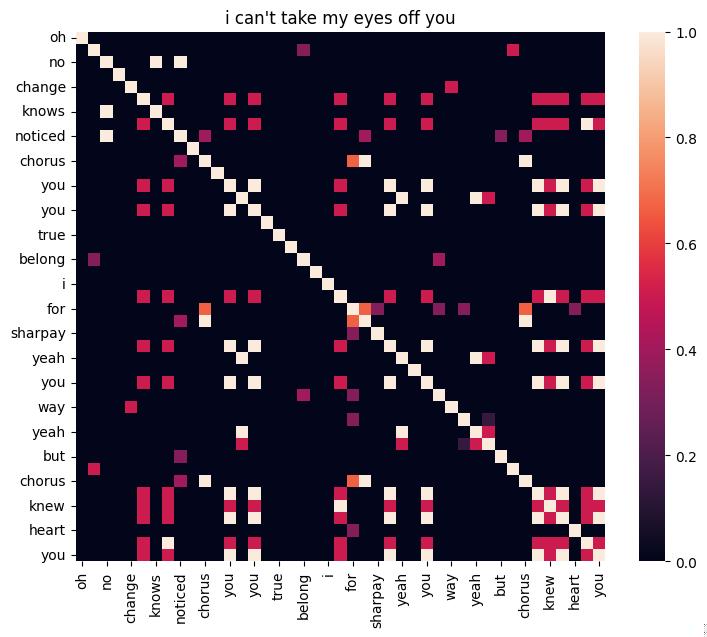 i can't take my eyes off you
oh
no
change
knows
noticed
chorus
you
you
true
belong
i
for
sharpay
yeah
you
way
yeah
but
chorus
knew
heart
you
1.0
0.8
0.6
0.4
0.2
0.0
oh
no
change
knows
noticed
chorus
you
you
true
belong
i
for
sharpay
yeah
you
way
yeah
but
chorus
knew
heart
you